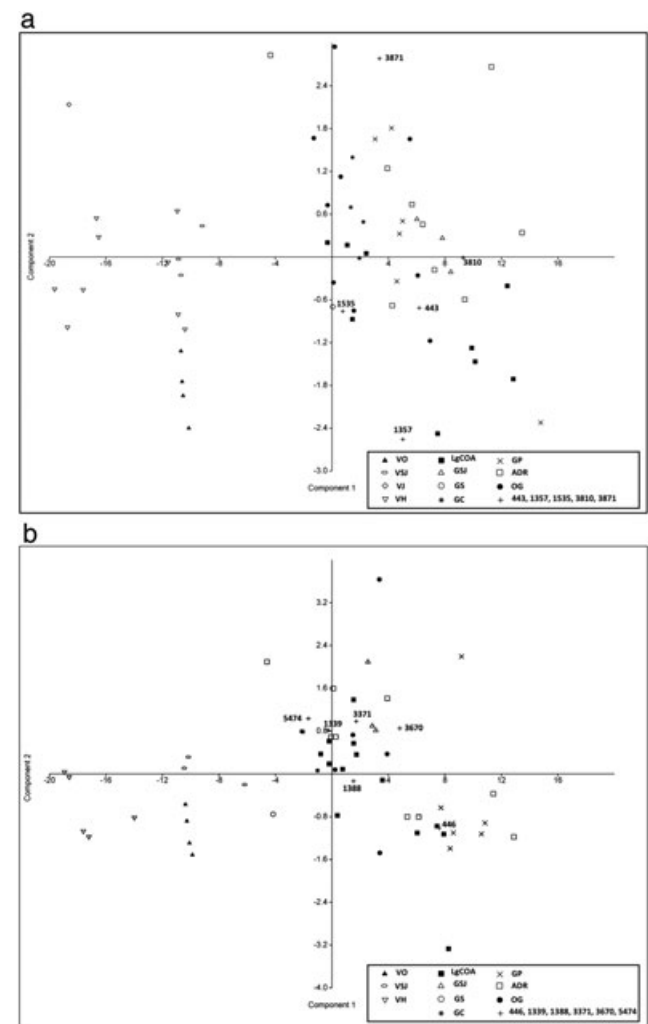 a
3871
2.4
1.8
1.2
0.6
Component 2
-20 -16 -12 -8 -4 4 8 12 16
3810
-0.6
1535
443
-1.2
-1.8
-2.4
1357
-3.0
Component 1
VO LgCOA GP
VSJ GSJ ADR
VJ GS OG
VH GC 443, 1357, 1535, 3810, 3871
b
3.2
2.4
1.6
5474 3371
1339 3670
0.8
Component 2
-20 -16 -12 -8 -4 4 8 12 16
1388
-0.8
446
-1.6
-2.4
-3.2
-4.0
Component 1
VO LgCOA GP
VSJ GSJ ADR
VH GS OG
GC 446, 1339, 1388, 3371, 3670, 5474